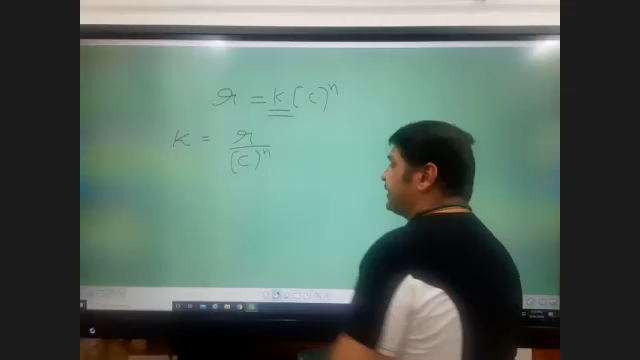 r = k(c)^n
k = r/(c)^n